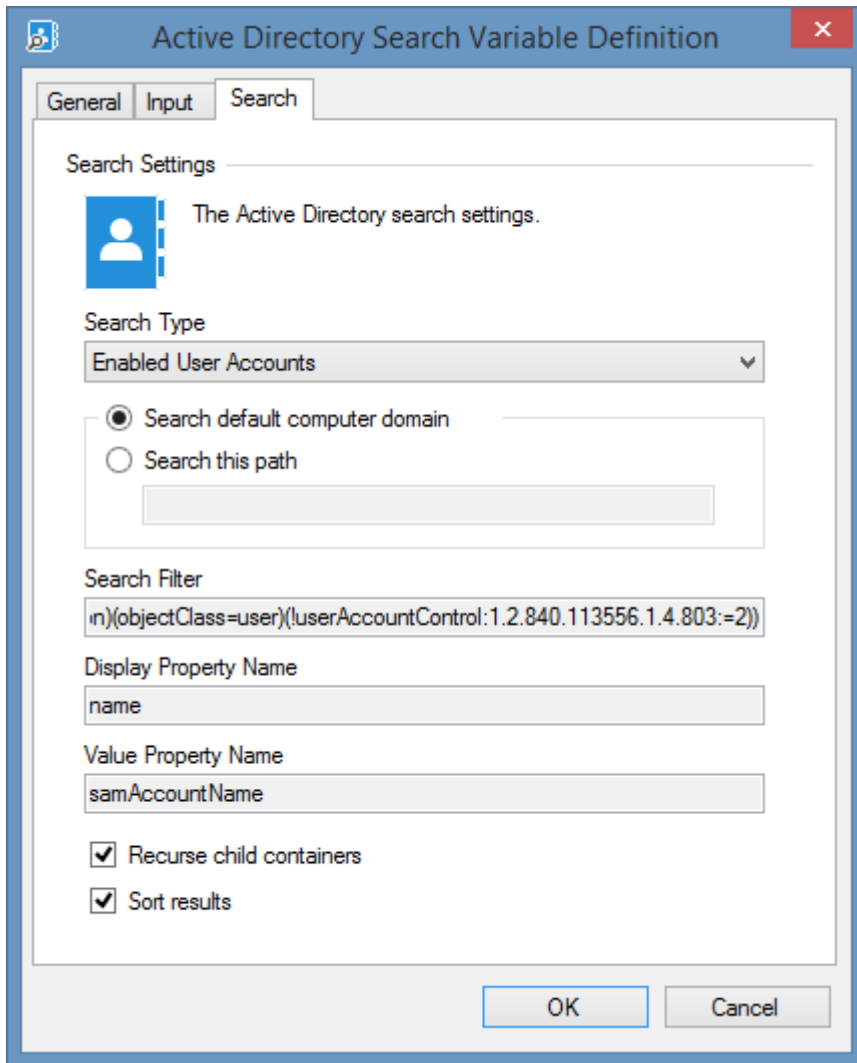 Active Directory Search Variable Definition
General Input Search
Search Settings
The Active Directory search settings.
Search Type
Enabled User Accounts
Search default computer domain
Search this path
Search Filter
n)(objectClass=user)(!userAccountControl:1.2.840.113556.1.4.803:=2))
Display Property Name
name
Value Property Name
samAccountName
Recurse child containers
Sort results
OK Cancel